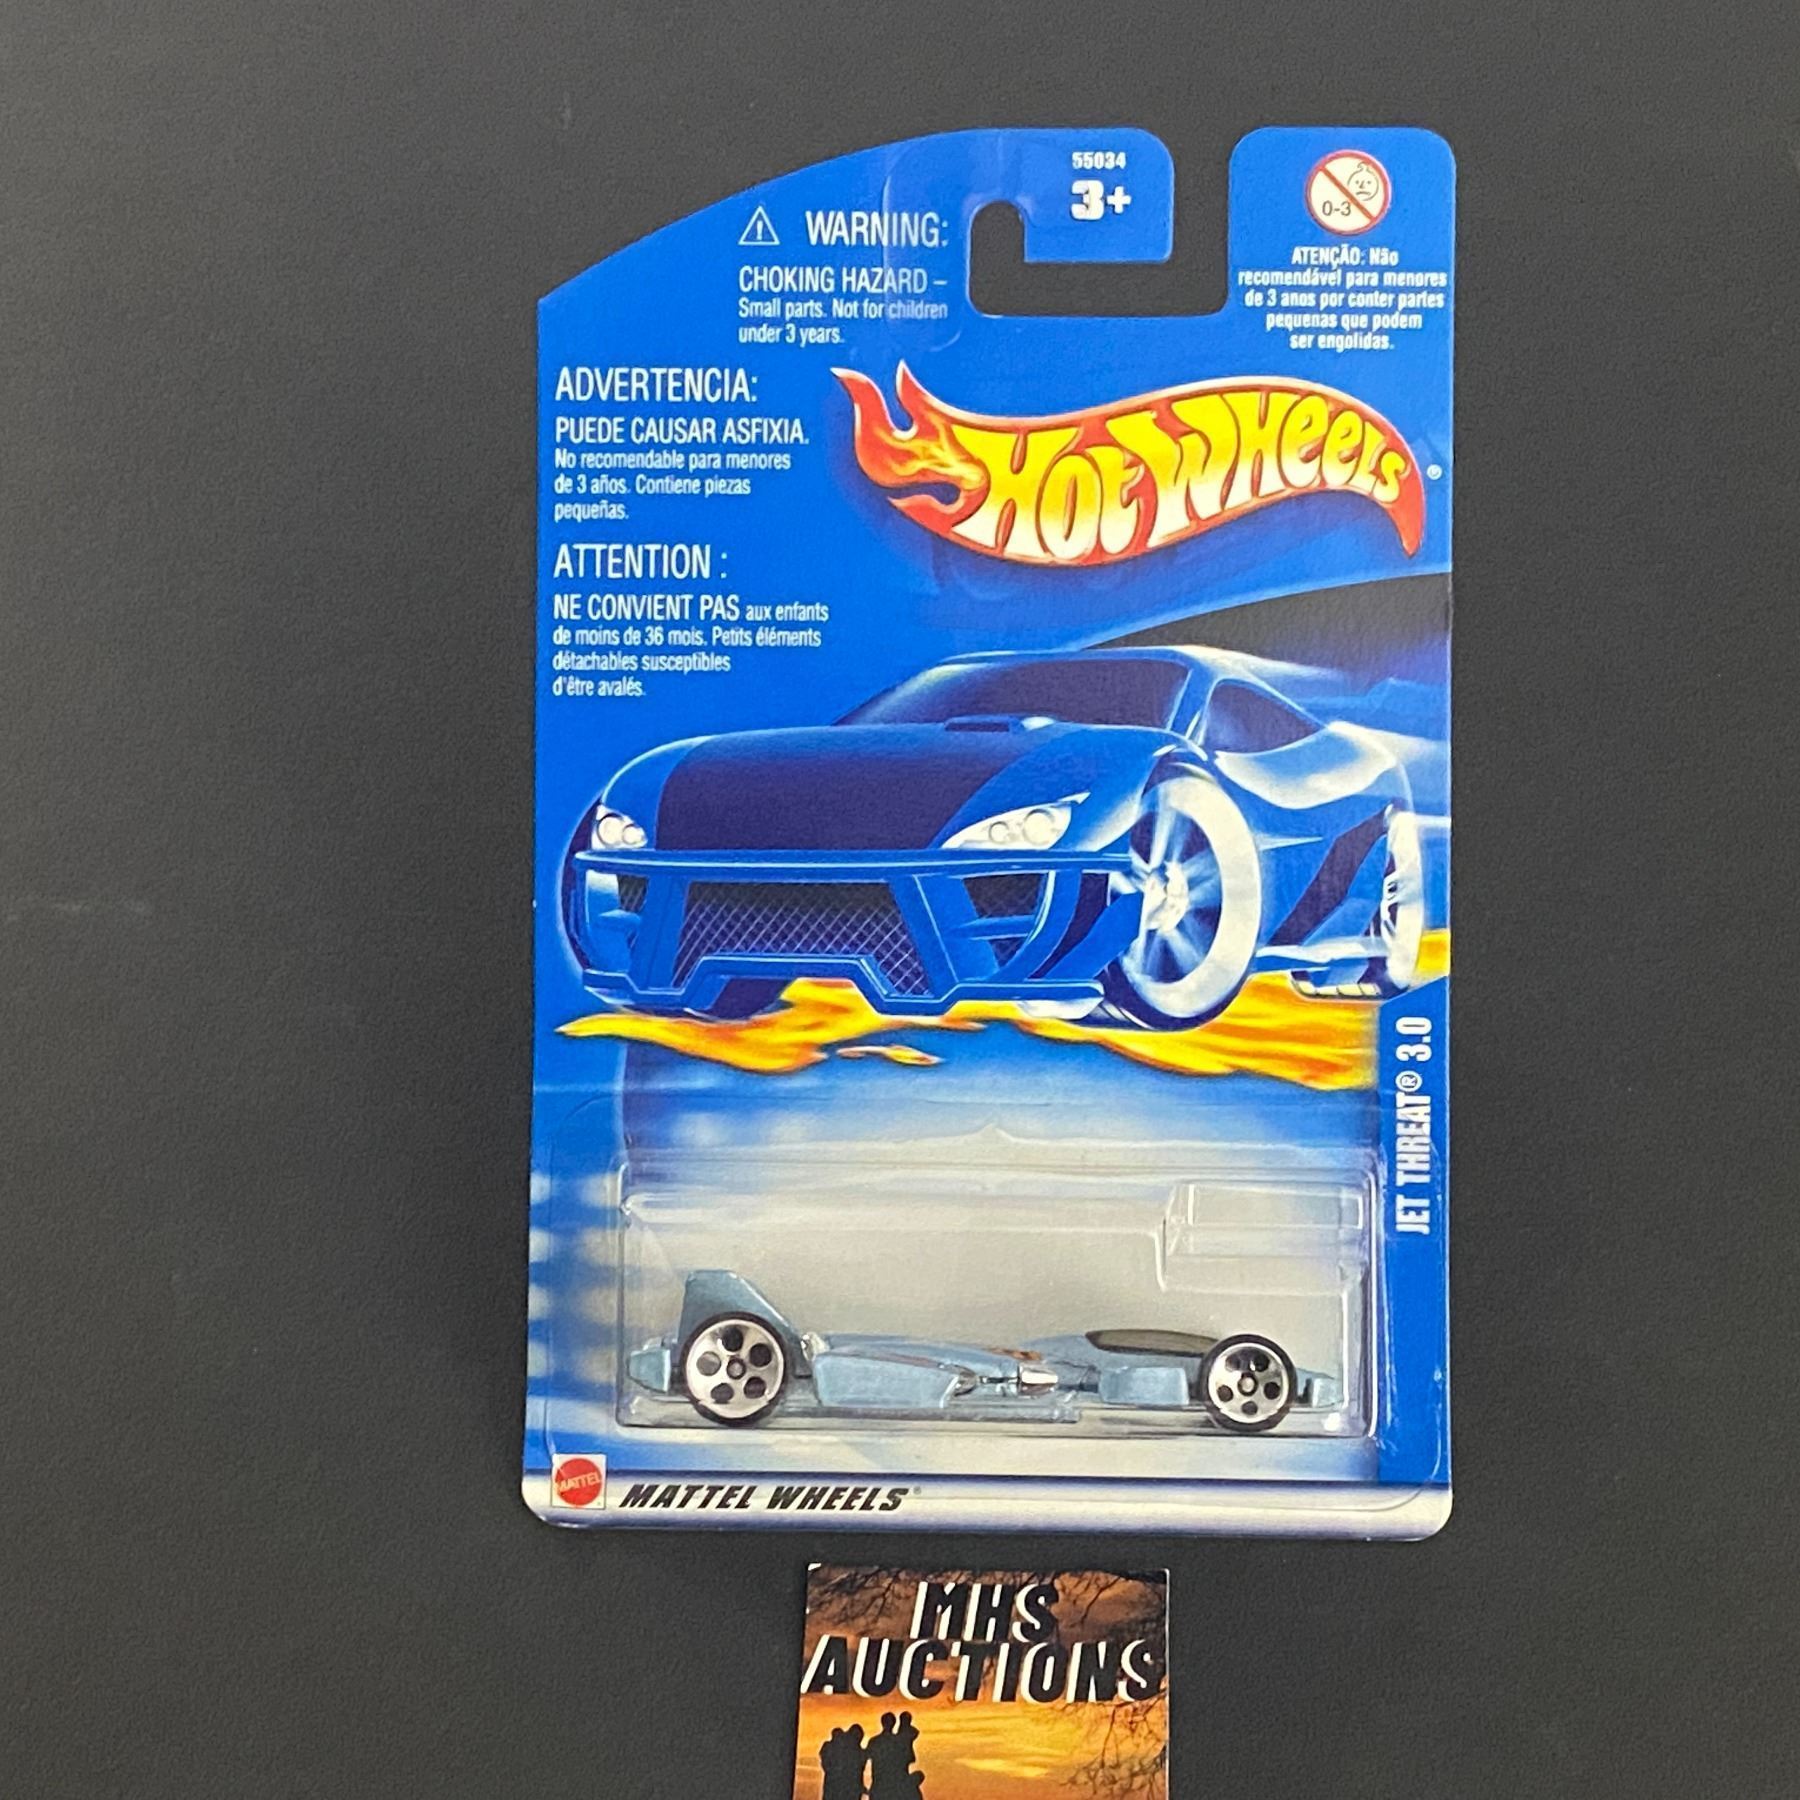 55034
3+
⚠ WARNING:
CHOKING HAZARD –
Small parts. Not for children
under 3 years.
0-3
ATENÇÃO: Não
recomendável para menores
de 3 anos por conter partes
pequenas que podem
ser engolidas.
ADVERTENCIA:
PUEDE CAUSAR ASFIXIA.
No recomendable para menores
de 3 años. Contiene piezas
pequeñas.
ATTENTION :
NE CONVIENT PAS aux enfants
de moins de 36 mois. Petits éléments
détachables susceptibles
d'être avalés.
HOT WHEELS®
JET THREAT® 3.0
MATTEL
MATTEL WHEELS®
MHS
AUCTIONS